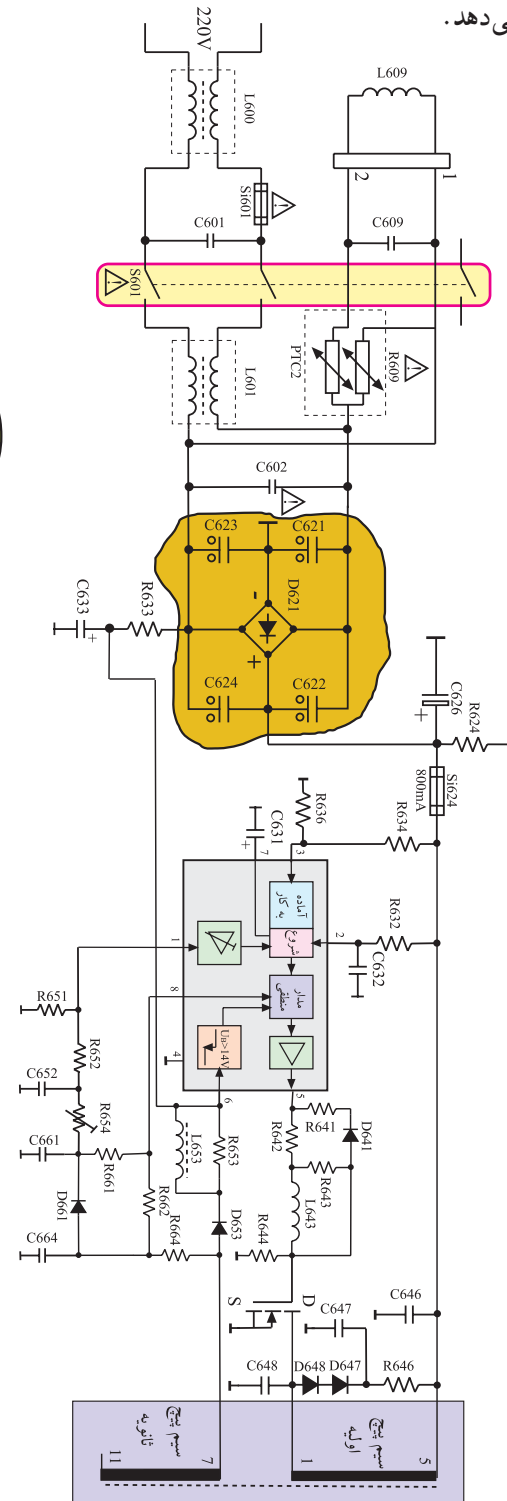 ی‌دهد.
220V
L609
L600
1
2
Si601
C601
C609
S601
PTC2
R609
L601
C602
C623
C621
D621
-
+
C633
+
R633
C624
C622
C626
+
R624
Si624
800mA
R636
R634
C631
+
7
3
آماده
به کار
شروع
2
R632
C632
1
مدار
منطقی
8
U_B>14V
4
6
5
R651
R652
C652
R654
C661
R661
D661
R662
C664
R664
L653
R653
D653
R641
R642
D641
R643
L643
R644
S
D
C646
C647
C648
D648
D647
R646
سیم پیچ
ثانویه
11
7
سیم پیچ
اولیه
1
5